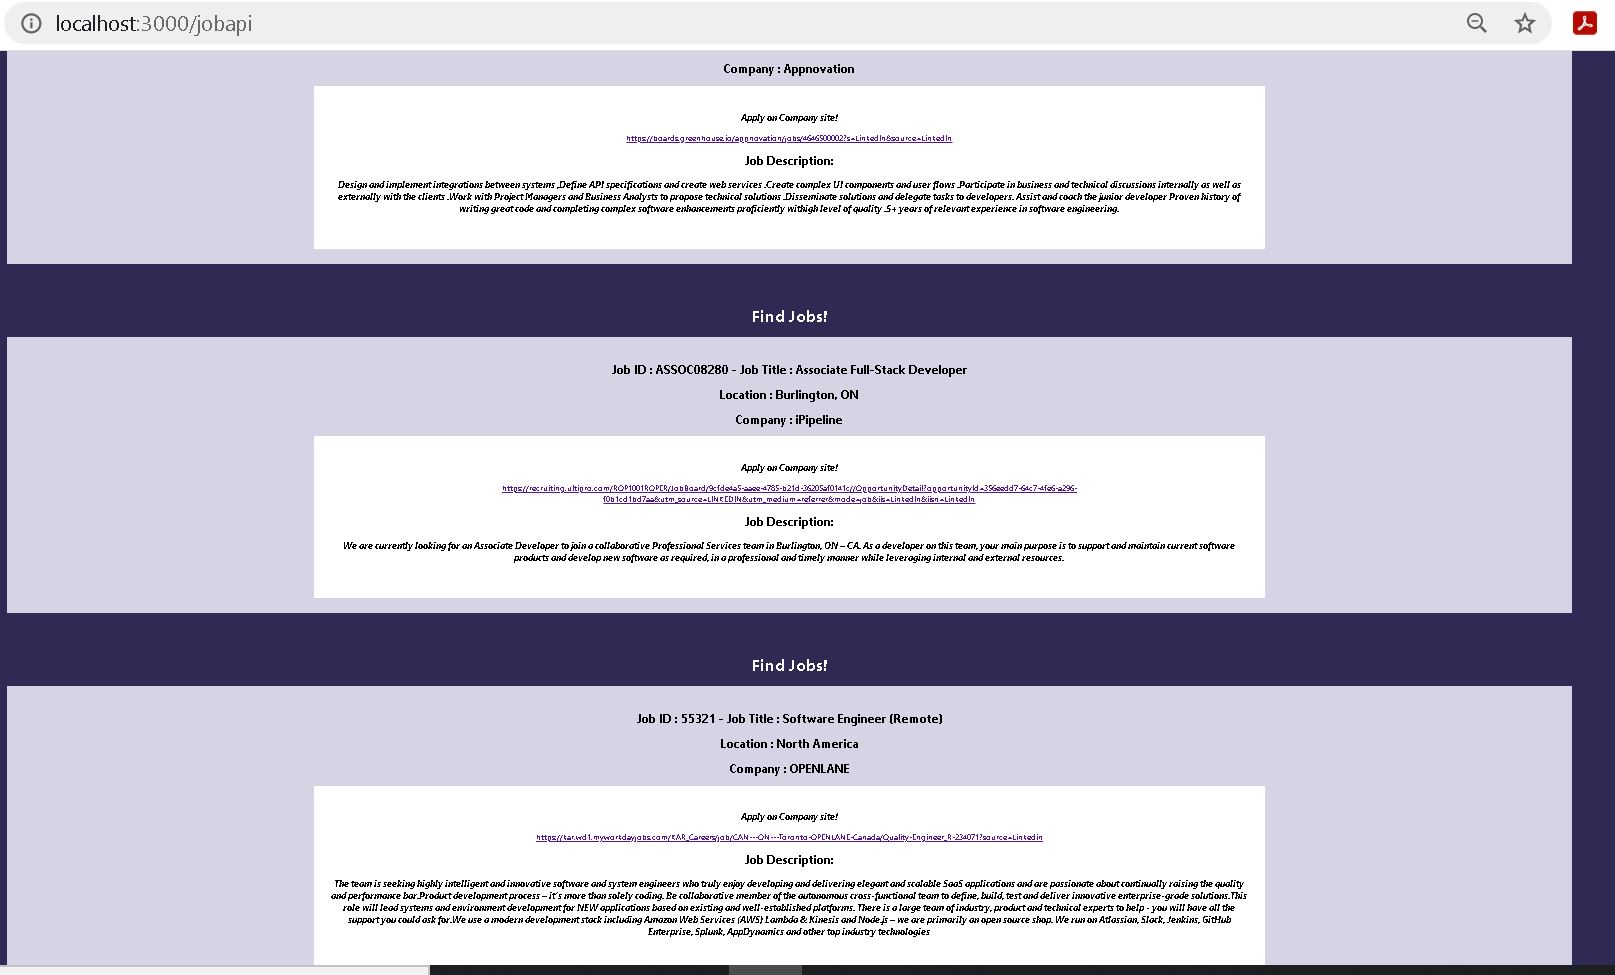 localhost:3000/jobapi
Company : Appnovation
Apply on Company site!
https://boards.greenhouse.io/appnovation/jobs/4646500002?s=LinkedIn&source=LinkedIn
Job Description:
Design and implement integrations between systems .Define API specifications and create web services .Create complex UI components and user flows .Participate in business and technical discussions internally as well as
externally with the clients .Work with Project Managers and Business Analysts to propose technical solutions .Disseminate solutions and delegate tasks to developers. Assist and coach the junior developer Proven history of
writing great code and completing complex software enhancements proficiently withigh level of quality .5+ years of relevant experience in software engineering.
Find Jobs!
Job ID : ASSOC08280 - Job Title : Associate Full-Stack Developer
Location : Burlington, ON
Company : iPipeline
Apply on Company site!
https://recruiting.ultipro.com/ROP1001ROPER/JobBoard/9cfde4a5-aaee-4785-b21d-36205af0141c//OpportunityDetail?opportunityId=356eedd7-64c7-4fe6-a296-
f0b1cd1bd7aa&utm_source=LINKEDIN&utm_medium=referrer&mode=job&iis=LinkedIn&iisn=LinkedIn
Job Description:
We are currently looking for an Associate Developer to join a collaborative Professional Services team in Burlington, ON – CA. As a developer on this team, your main purpose is to support and maintain current software
products and develop new software as required, in a professional and timely manner while leveraging internal and external resources.
Find Jobs!
Job ID : 55321 - Job Title : Software Engineer (Remote)
Location : North America
Company : OPENLANE
Apply on Company site!
https://kar.wd1.myworkdayjobs.com/KAR_Careers/job/CAN---ON---Toronto-OPENLANE-Canada/Quality-Engineer_R-234071?source=Linkedin
Job Description:
The team is seeking highly intelligent and innovative software and system engineers who truly enjoy developing and delivering elegant and scalable SaaS applications and are passionate about continually raising the quality
and performance bar.Product development process – it's more than solely coding. Be collaborative member of the autonomous cross-functional team to define, build, test and deliver innovative enterprise-grade solutions.This
role will lead systems and environment development for NEW applications based on existing and well-established platforms. There is a large team of industry, product and technical experts to help - you will have all the
support you could ask for.We use a modern development stack including Amazon Web Services (AWS) Lambda & Kinesis and Node.js – we are primarily an open source shop. We run on Atlassian, Slack, Jenkins, GitHub
Enterprise, Splunk, AppDynamics and other top industry technologies